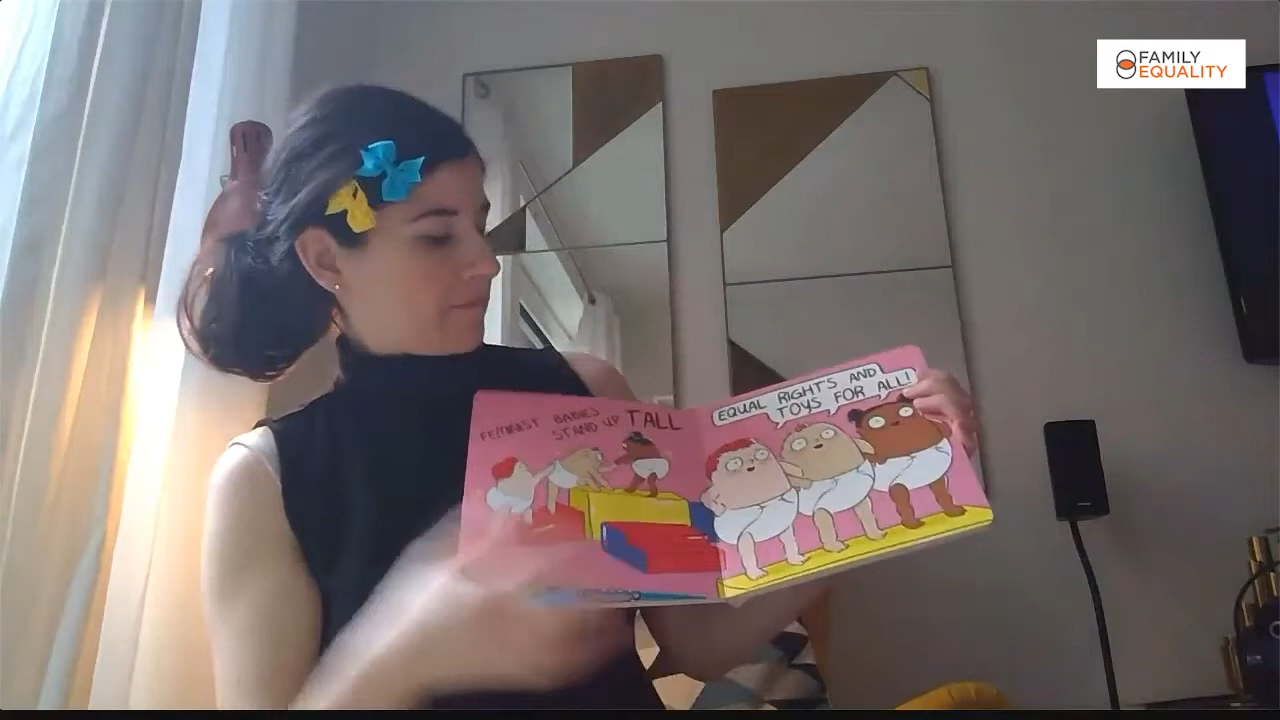 FAMILY
EQUALITY
FEMINIST BABIES
STAND UP TALL
EQUAL RIGHTS AND
TOYS FOR ALL!